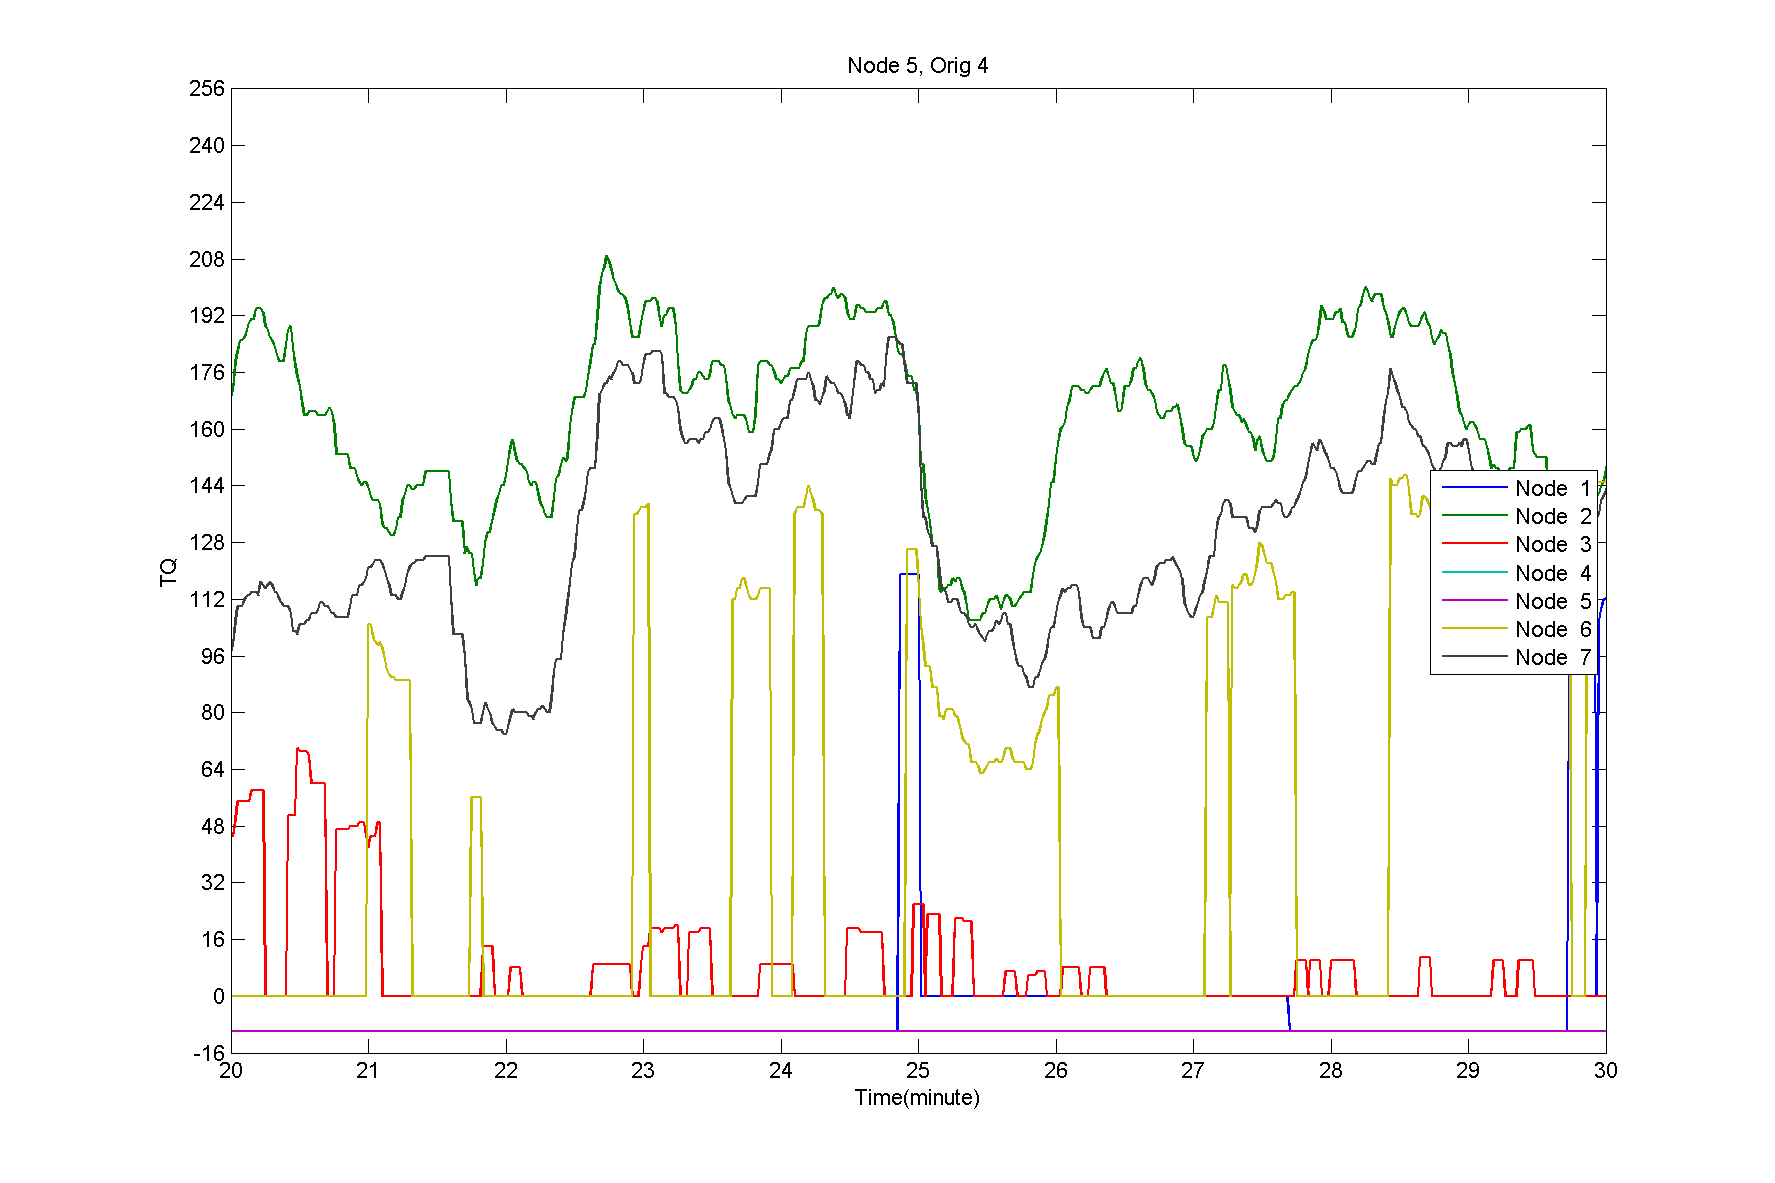 Node 5, Orig 4
256
240
224
208
192
176
160
144
128
112
96
80
64
48
32
16
0
-16
TQ
Node 1
Node 2
Node 3
Node 4
Node 5
Node 6
Node 7
20 21 22 23 24 25 26 27 28 29 30
Time(minute)